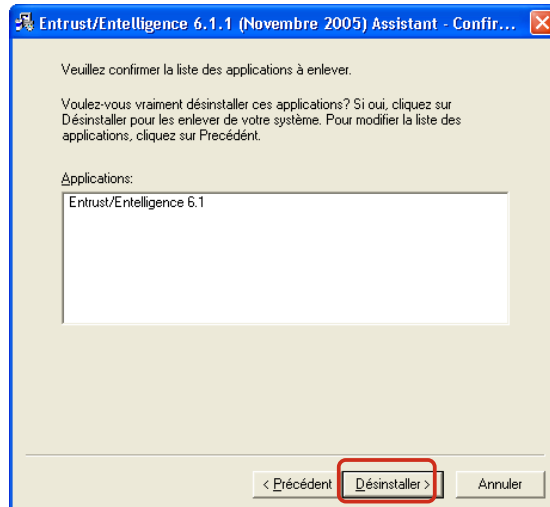 Entrust/Entelligence 6.1.1 (Novembre 2005) Assistant - Confir...
Veuillez confirmer la liste des applications à enlever.
Voulez-vous vraiment désinstaller ces applications? Si oui, cliquez sur
Désinstaller pour les enlever de votre système. Pour modifier la liste des
applications, cliquez sur Precédént.
Applications:
Entrust/Entelligence 6.1
< Précédent Désinstaller > Annuler